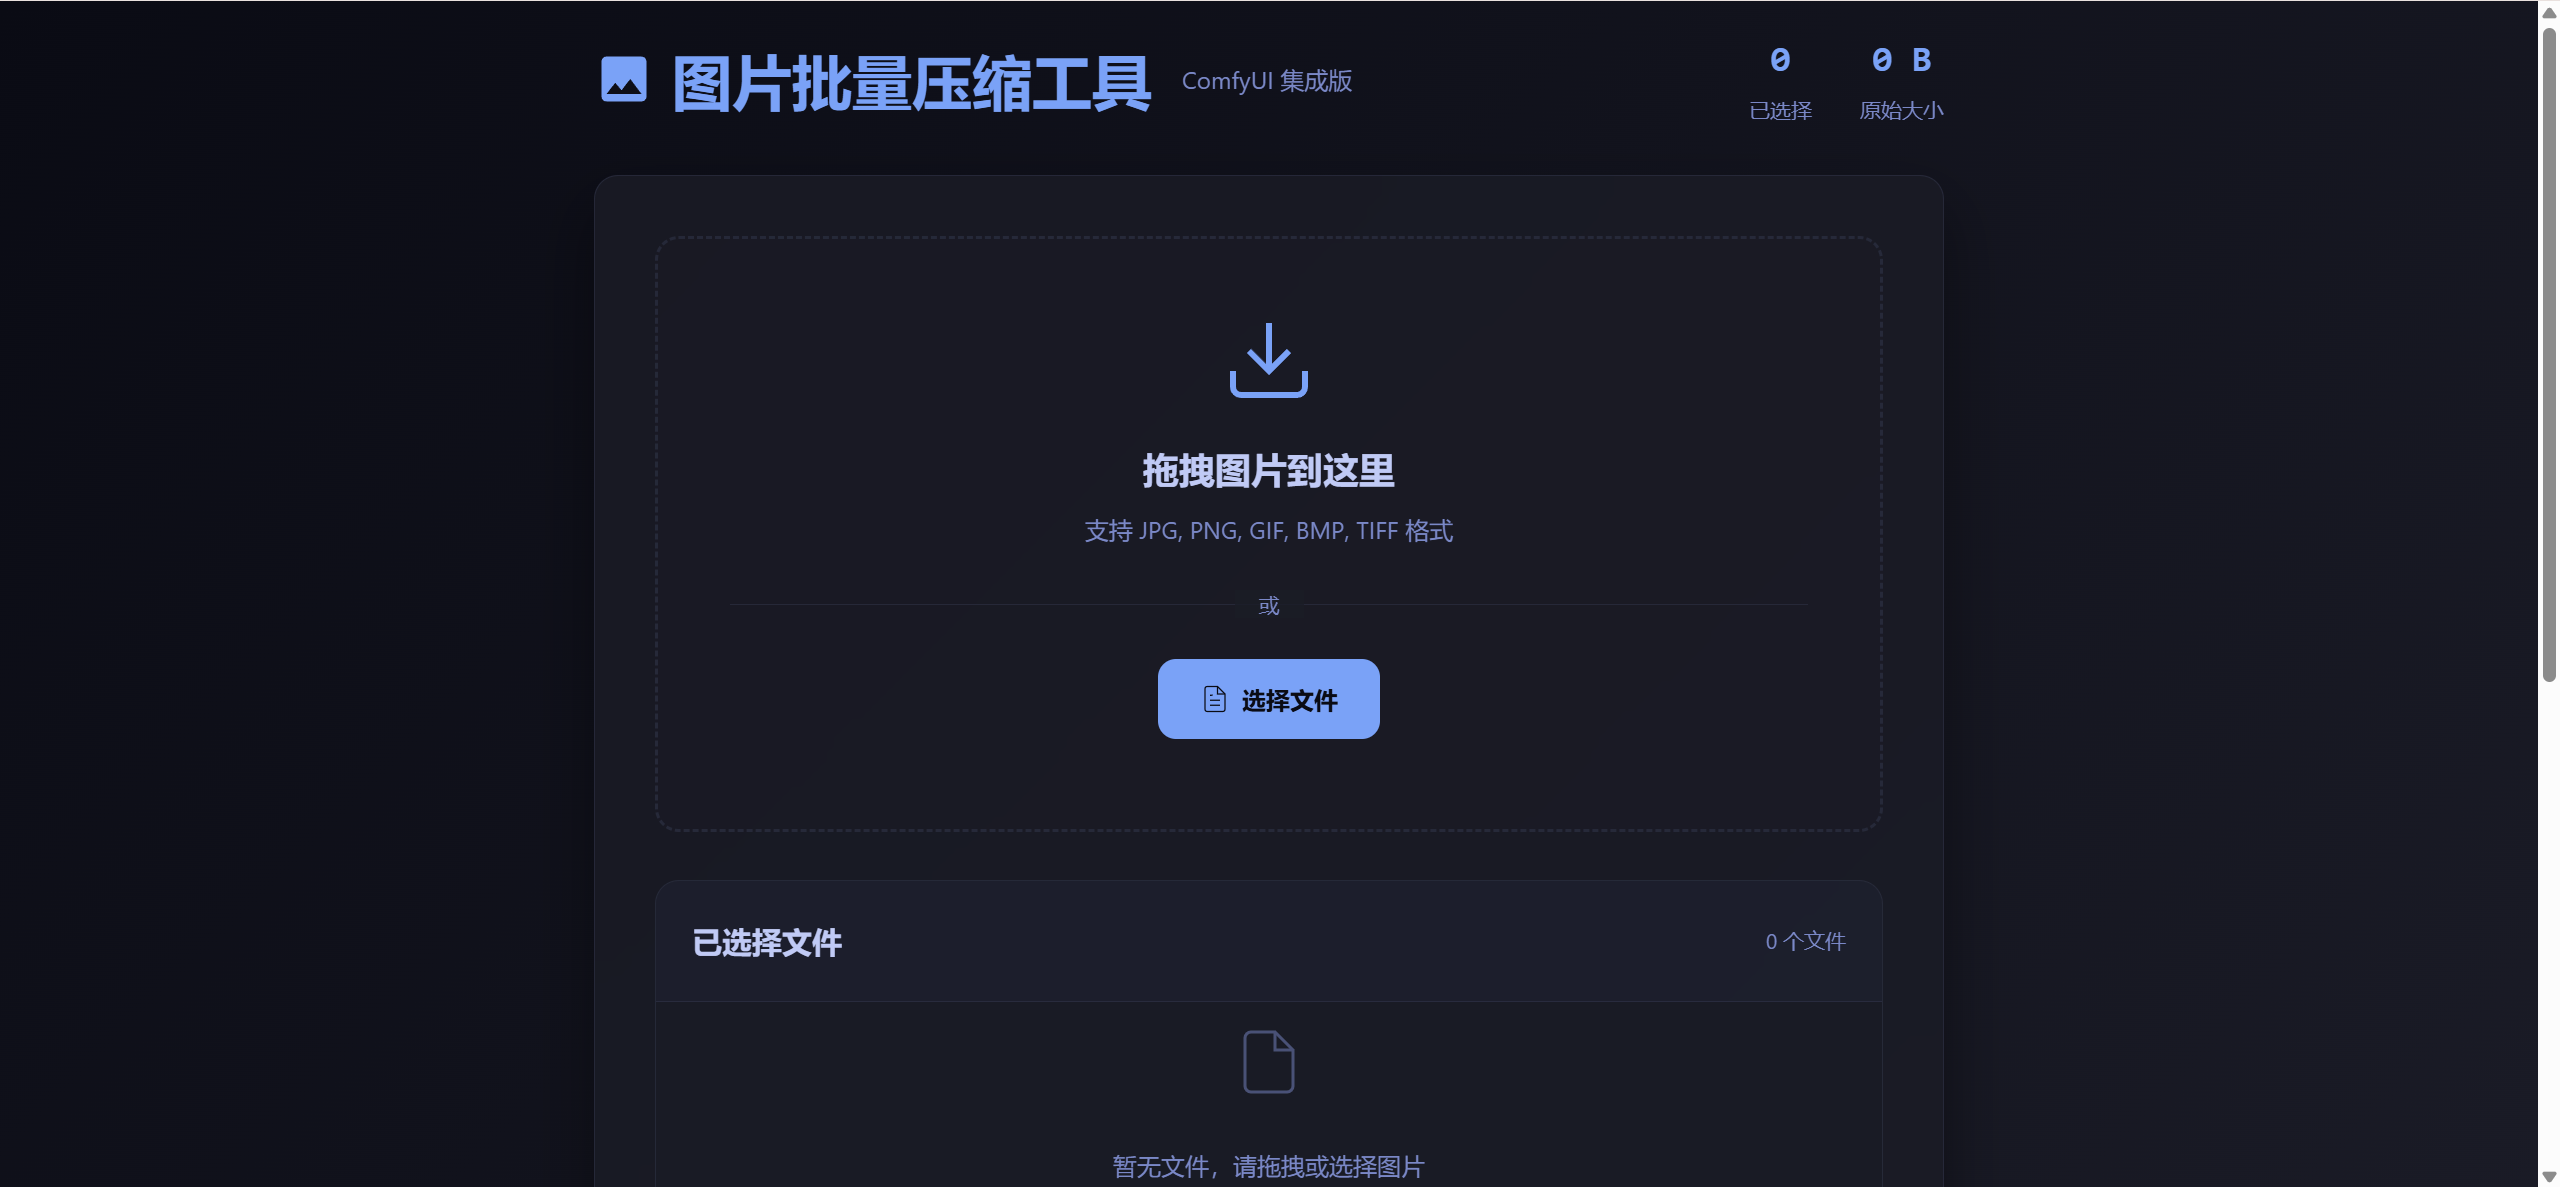 图片批量压缩工具
ComfyUI 集成版
0
已选择
0 B
原始大小
拖拽图片到这里
支持 JPG, PNG, GIF, BMP, TIFF 格式
或
选择文件
已选择文件
0 个文件
暂无文件，请拖拽或选择图片